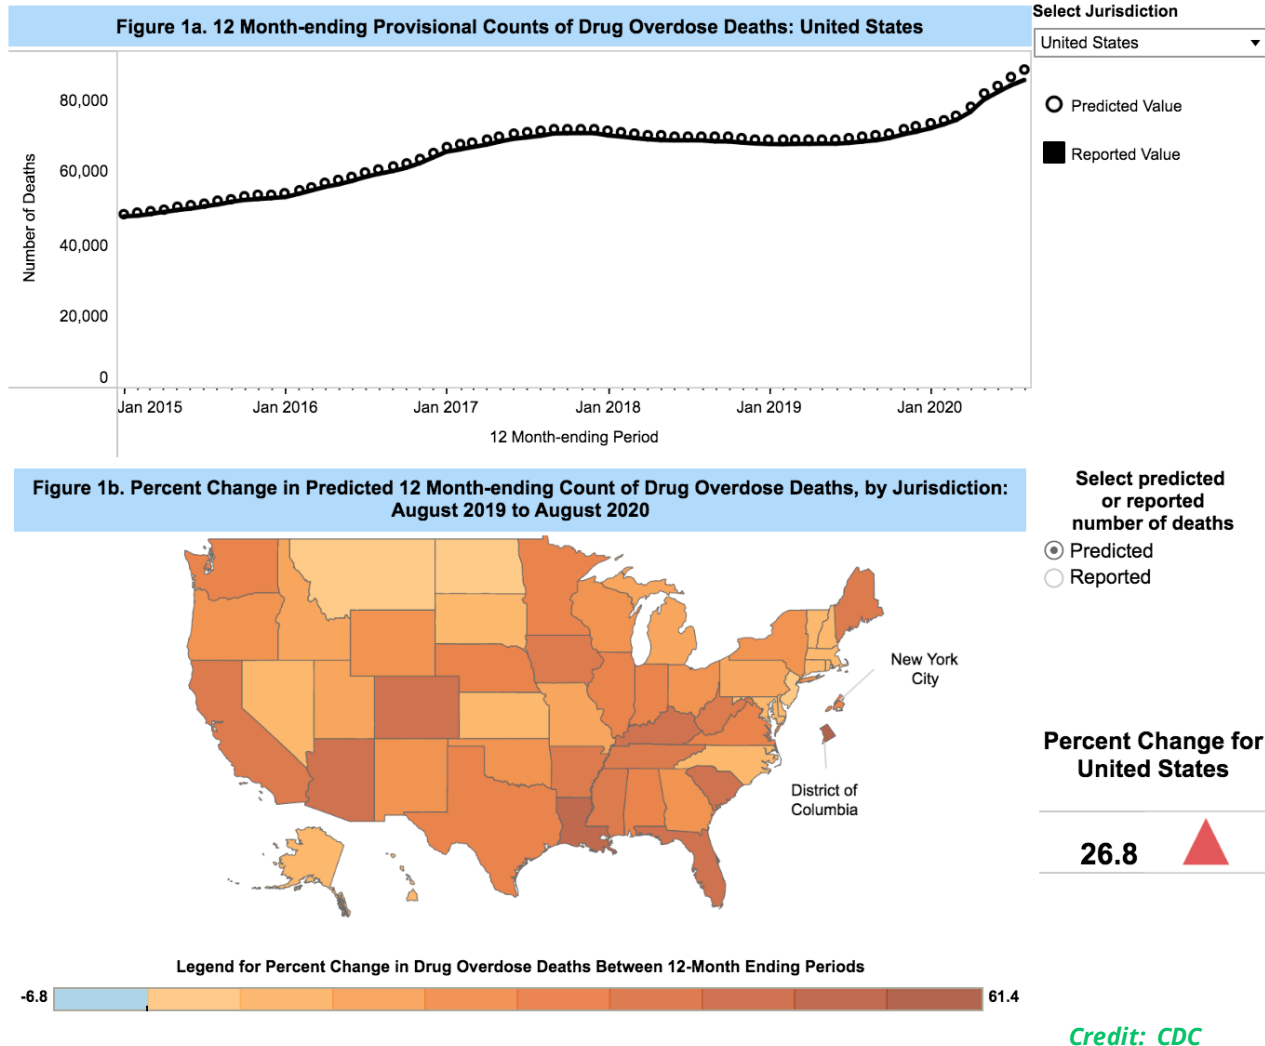 Figure 1a. 12 Month-ending Provisional Counts of Drug Overdose Deaths: United States
Select Jurisdiction
United States
Predicted Value
Reported Value
Number of Deaths
80,000
60,000
40,000
20,000
0
Jan 2015
Jan 2016
Jan 2017
Jan 2018
Jan 2019
Jan 2020
12 Month-ending Period
Figure 1b. Percent Change in Predicted 12 Month-ending Count of Drug Overdose Deaths, by Jurisdiction:
August 2019 to August 2020
Select predicted
or reported
number of deaths
Predicted
Reported
New York
City
District of
Columbia
Percent Change for
United States
26.8
Legend for Percent Change in Drug Overdose Deaths Between 12-Month Ending Periods
-6.8
61.4
Credit: CDC